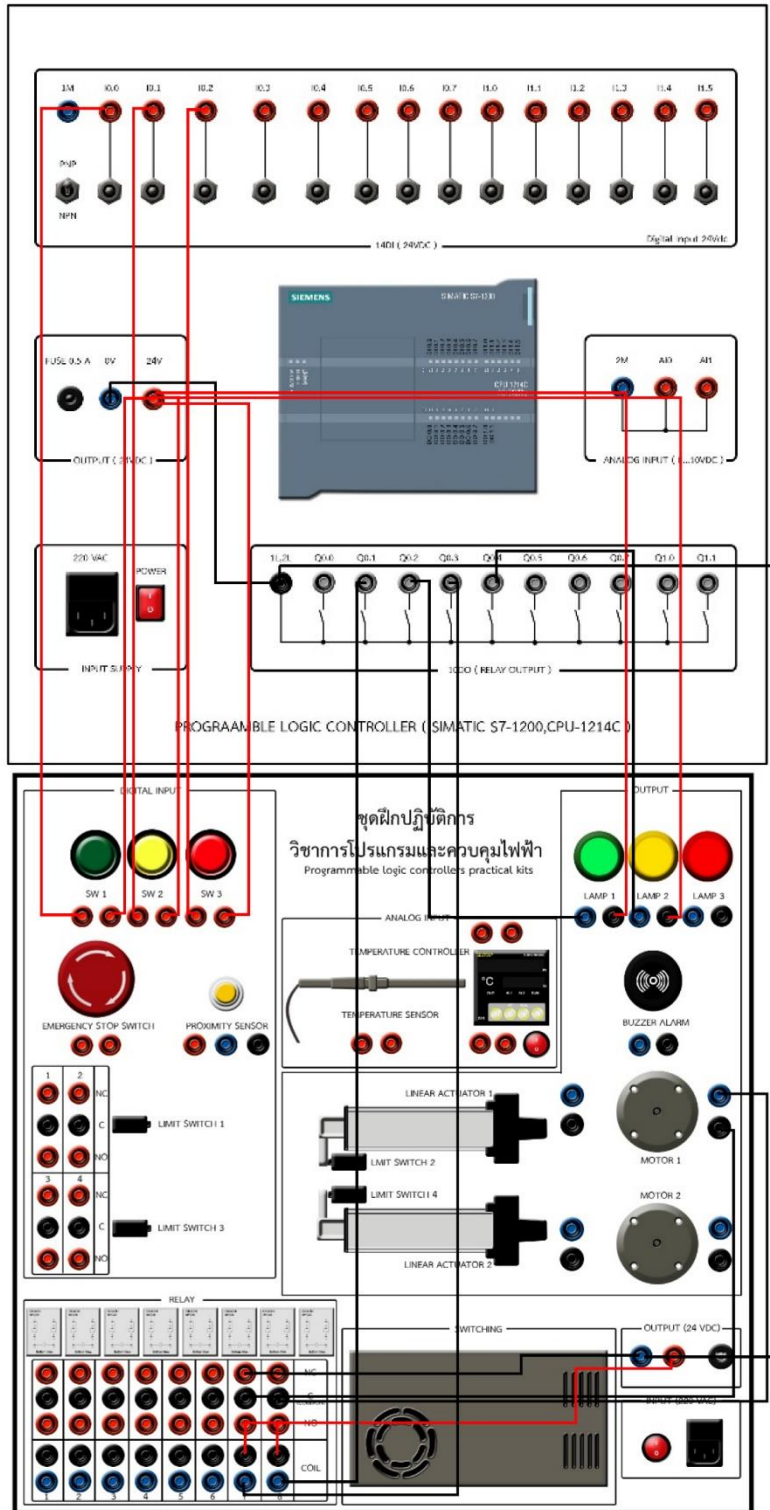 1M I0.0 I0.1 I0.2 I0.3 I0.4 I0.5 I0.6 I0.7 I1.0 I1.1 I1.2 I1.3 I1.4 I1.5
PNP
NPN
14DI ( 24VDC )
Digital Input 24Vdc
SIEMENS
SIMATIC S7-1200
CPU 1214C
FUSE 0.5 A 0V 24V
OUTPUT ( 24VDC )
2M AI0 AI1
ANALOG INPUT ( 10VDC )
220 VAC
POWER
INPUT SUPPLY
1L,2L Q0.0 Q0.1 Q0.2 Q0.3 Q0.4 Q0.5 Q0.6 Q0.7 Q1.0 Q1.1
10DO ( RELAY OUTPUT )
PROGRAAMBLE LOGIC CONTROLLER ( SIMATIC S7-1200,CPU-1214C )
DIGITAL INPUT
OUTPUT
ชุดฝึกปฏิบัติการ
วิชาการโปรแกรมและควบคุมไฟฟ้า
Programmable logic controllers practical kits
SW 1 SW 2 SW 3
LAMP 1 LAMP 2 LAMP 3
ANALOG INPUT
TEMPERATURE CONTROLLER
°C
TEMPERATURE SENSOR
EMERGENCY STOP SWITCH
PROXIMITY SENSOR
BUZZER ALARM
1 2
NC
C
NO
LIMIT SWITCH 1
3 4
NC
C
NO
LIMIT SWITCH 3
LINEAR ACTUATOR 1
LMIT SWITCH 2
LIMIT SWITCH 4
LINEAR ACTUATOR 2
MOTOR 1
MOTOR 2
RELAY
NC
C
NO
COIL
1 2 3 4 5 6 7 8
SWITCHING
OUTPUT (24 VDC)
INPUT (220 VAC)